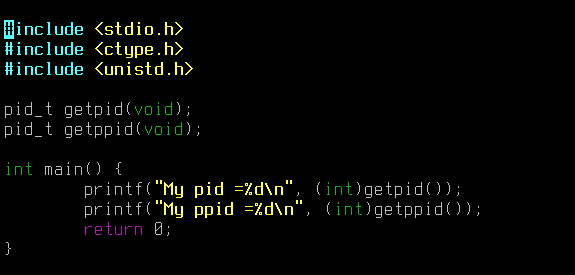 #include <stdio.h>
#include <ctype.h>
#include <unistd.h>

pid_t getpid(void);
pid_t getppid(void);

int main() {
        printf("My pid =%d\n", (int)getpid());
        printf("My ppid =%d\n", (int)getppid());
        return 0;
}